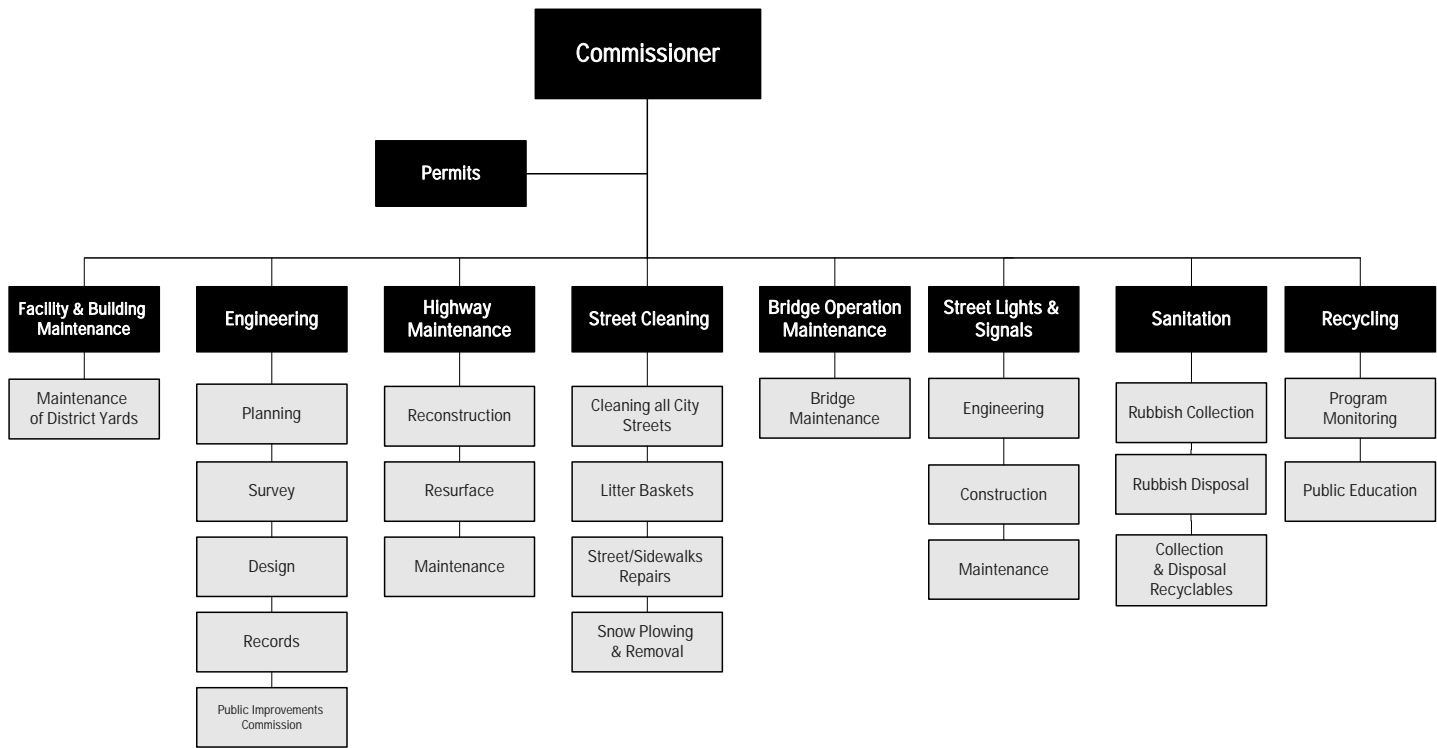 Commissioner
Permits
Facility & Building
Maintenance
Engineering
Highway
Maintenance
Street Cleaning
Bridge Operation
Maintenance
Street Lights &
Signals
Sanitation
Recycling
Maintenance
of District Yards
Planning
Survey
Design
Records
Public Improvements
Commission
Reconstruction
Resurface
Maintenance
Cleaning all City
Streets
Litter Baskets
Street/Sidewalks
Repairs
Snow Plowing
& Removal
Bridge
Maintenance
Engineering
Construction
Maintenance
Rubbish Collection
Rubbish Disposal
Collection
& Disposal
Recyclables
Program
Monitoring
Public Education